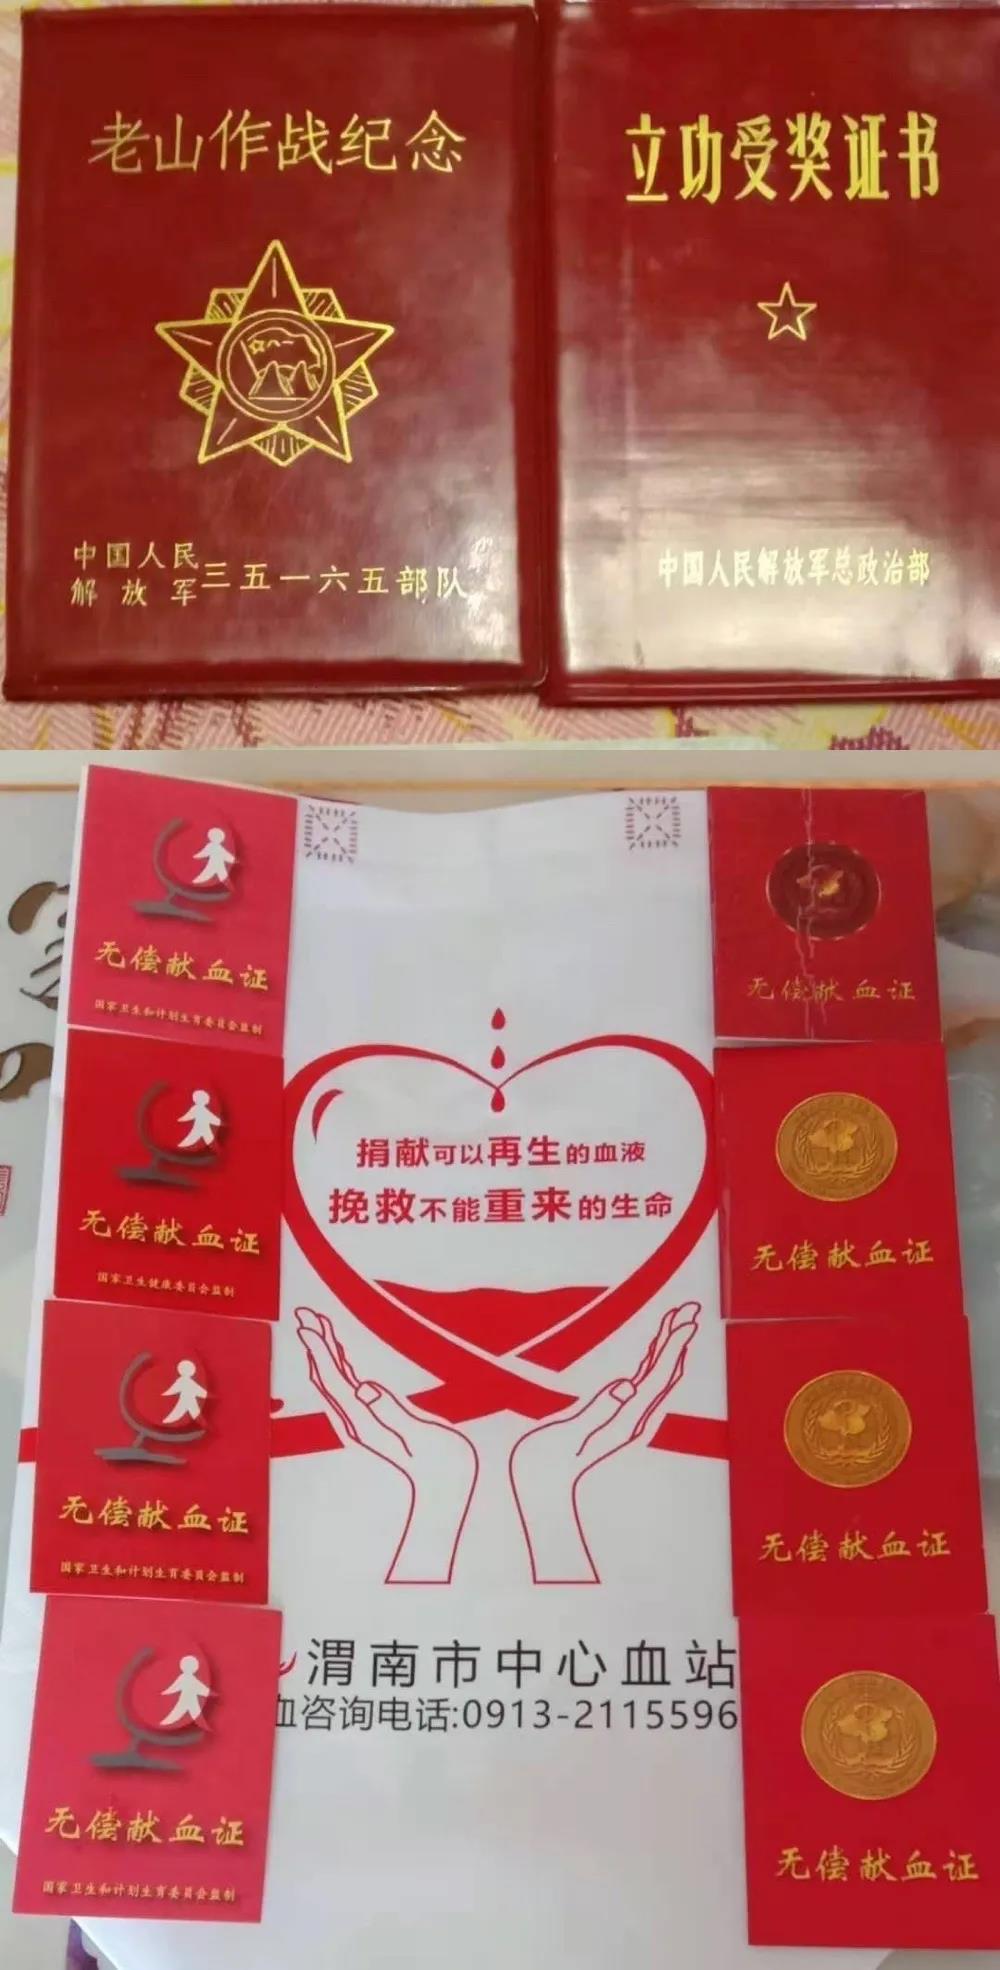 老山作战纪念
中国人民
解放军三五一六五部队
立功受奖证书
中国人民解放军总政治部
无偿献血证
国家卫生和计划生育委员会监制
无偿献血证
国家卫生健康委员会监制
无偿献血证
国家卫生和计划生育委员会监制
无偿献血证
国家卫生和计划生育委员会监制
捐献可以再生的血液
挽救不能重来的生命
渭南市中心血站
血咨询电话:0913-2115596
无偿献血证
无偿献血证
无偿献血证
无偿献血证